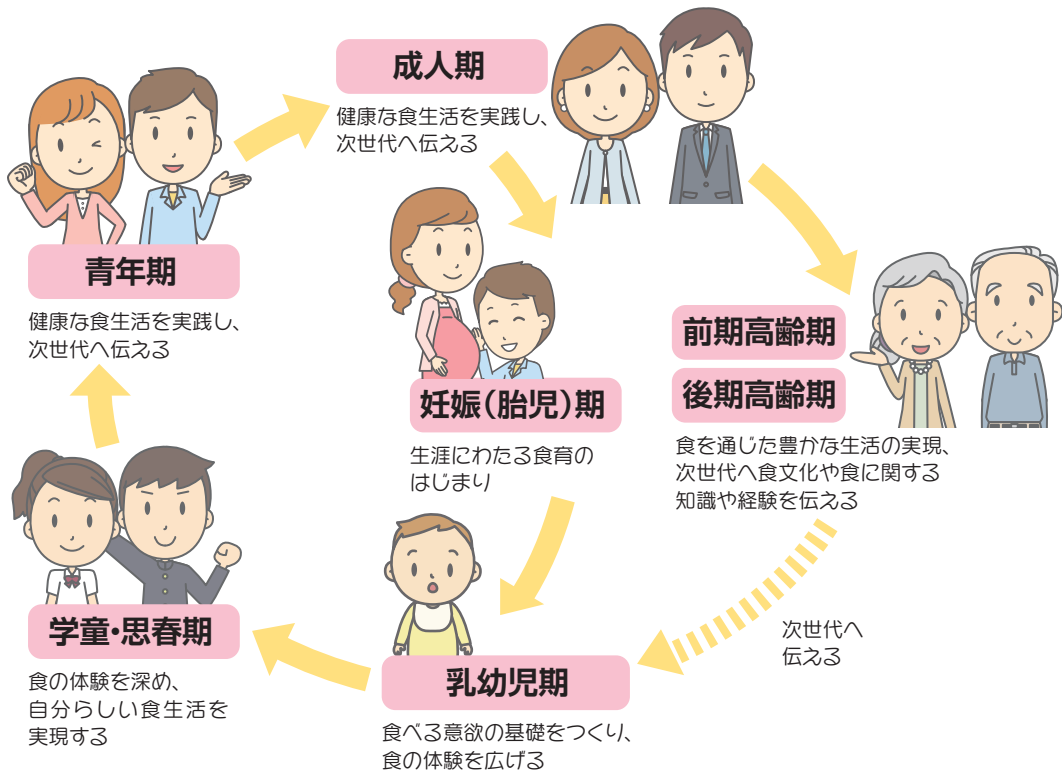 成人期
健康な食生活を実践し、
次世代へ伝える
青年期
健康な食生活を実践し、
次世代へ伝える
妊娠(胎児)期
生涯にわたる食育の
はじまり
前期高齢期
後期高齢期
食を通じた豊かな生活の実現、
次世代へ食文化や食に関する
知識や経験を伝える
次世代へ
伝える
学童・思春期
食の体験を深め、
自分らしい食生活を
実現する
乳幼児期
食べる意欲の基礎をつくり、
食の体験を広げる